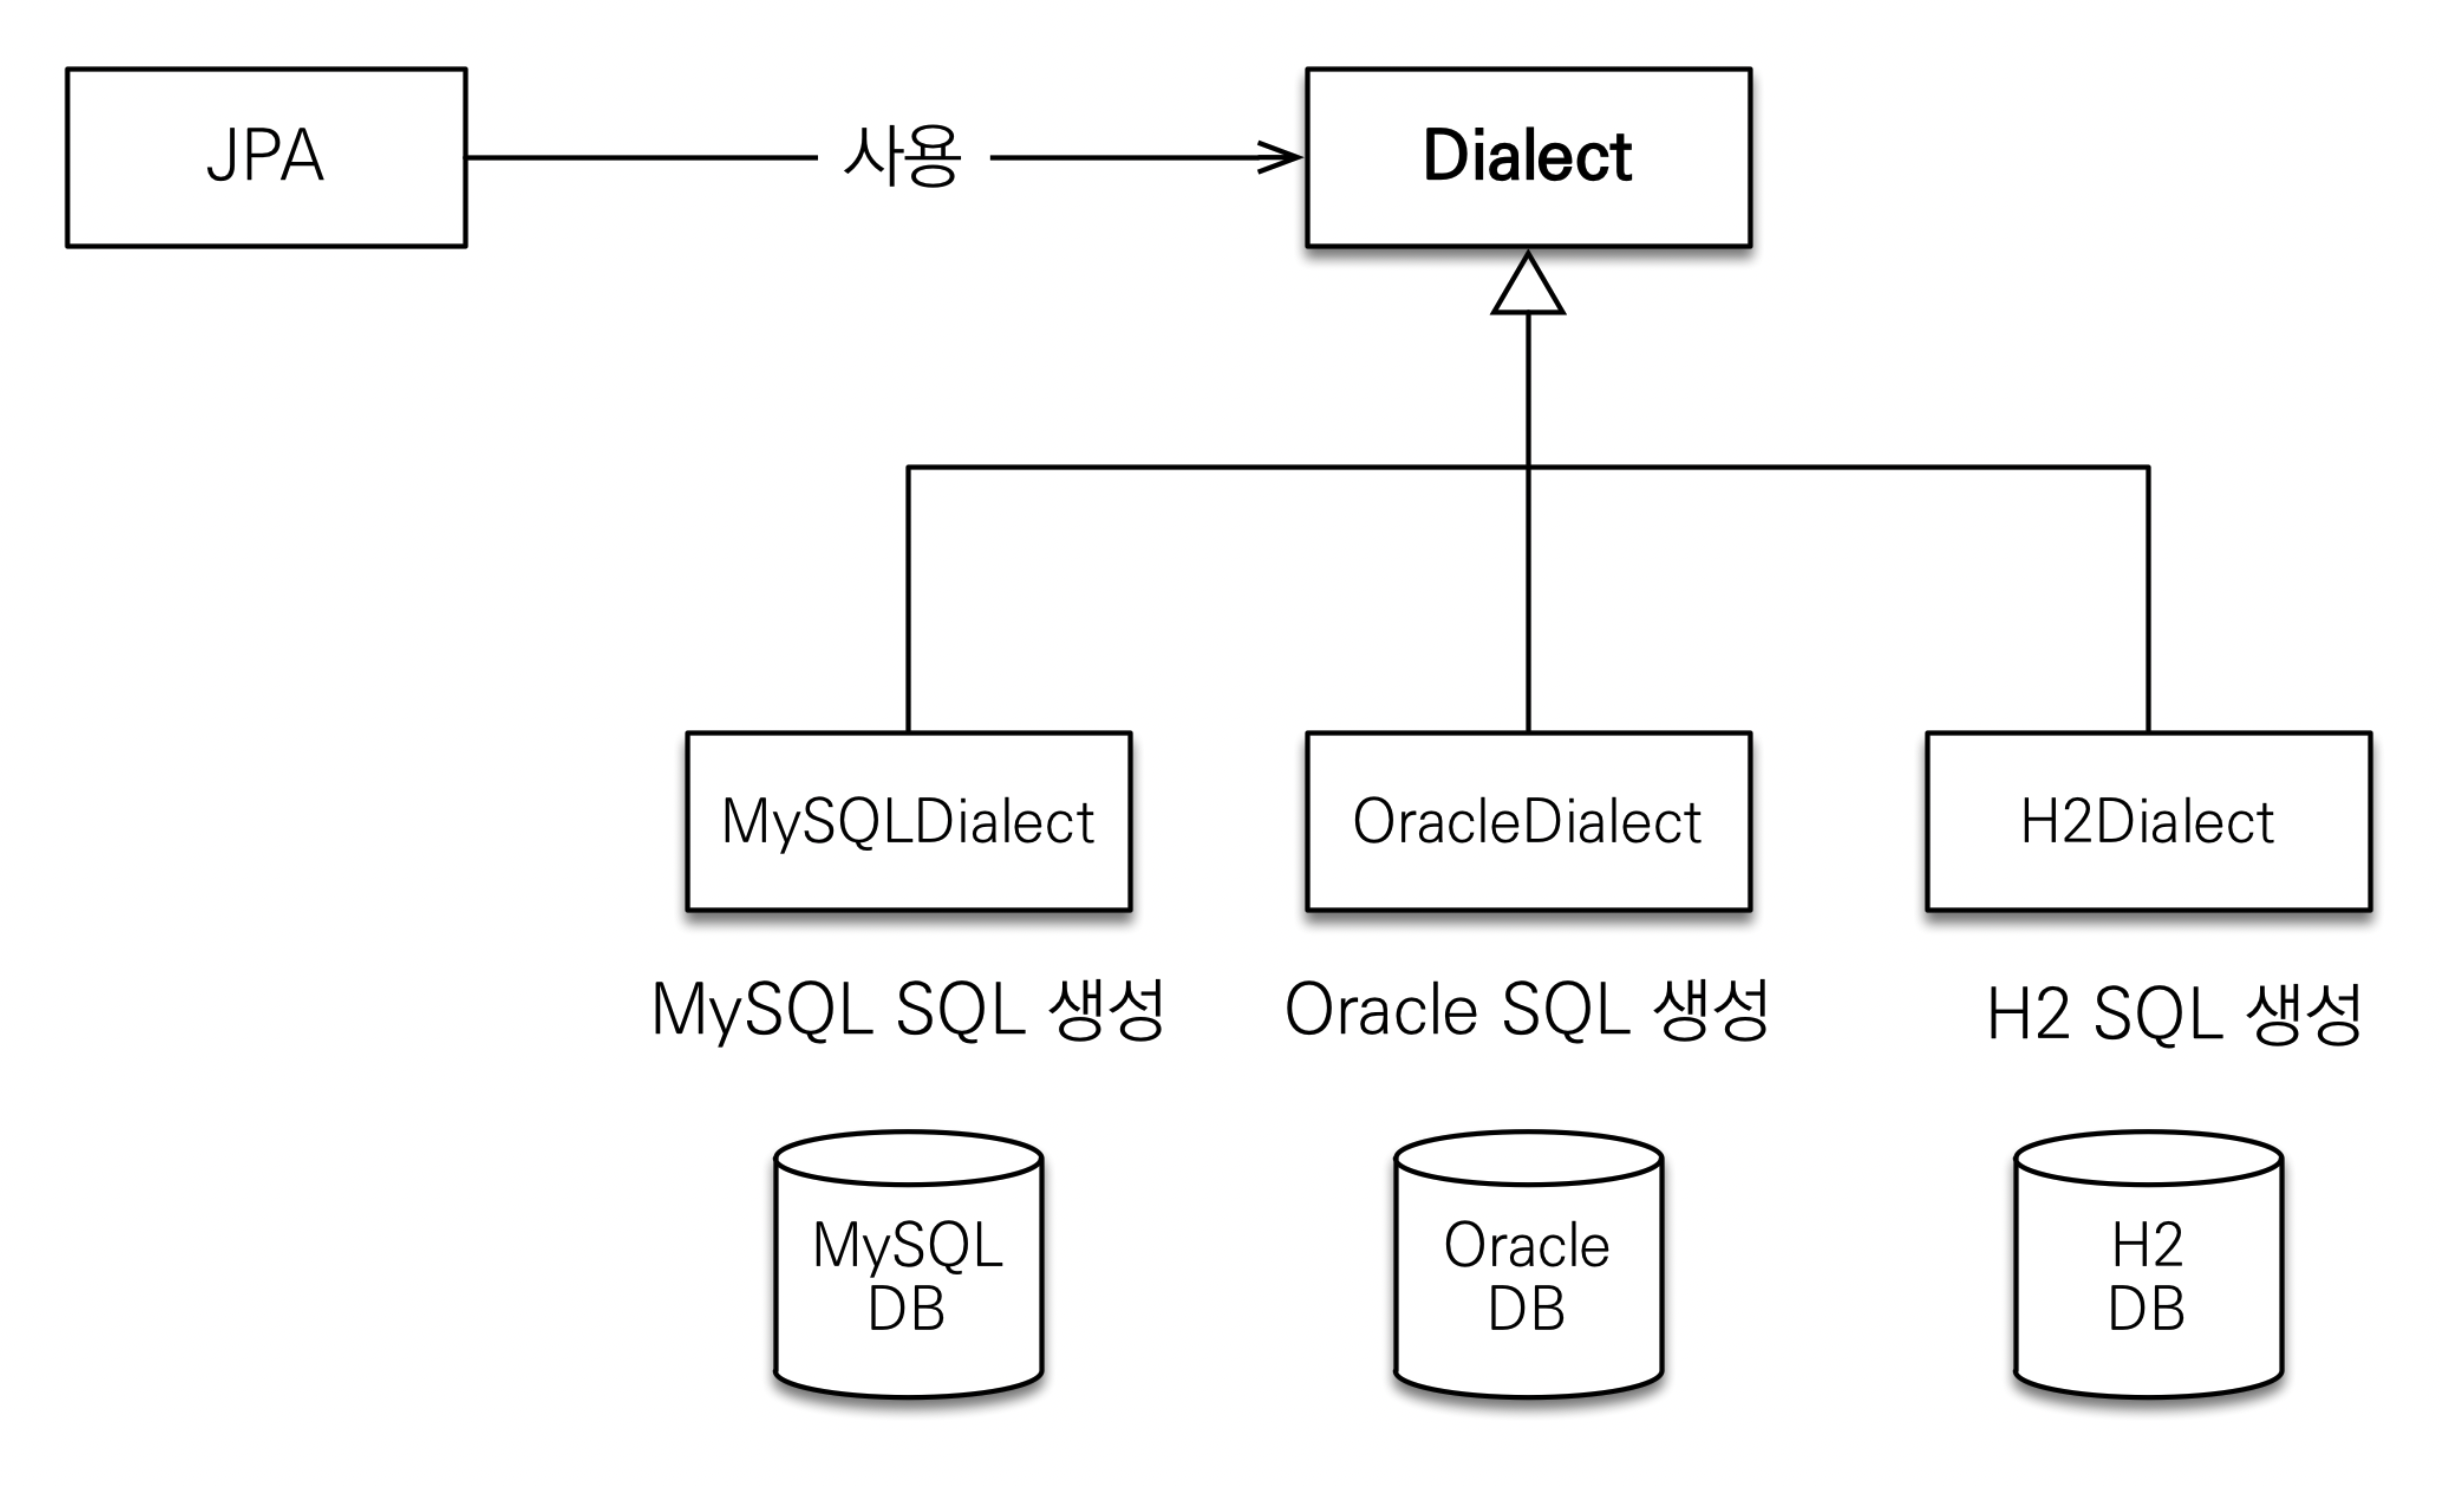 JPA
사용
Dialect
MySQLDialect
OracleDialect
H2Dialect
MySQL SQL 생성
Oracle SQL 생성
H2 SQL 생성
MySQL
DB
Oracle
DB
H2
DB